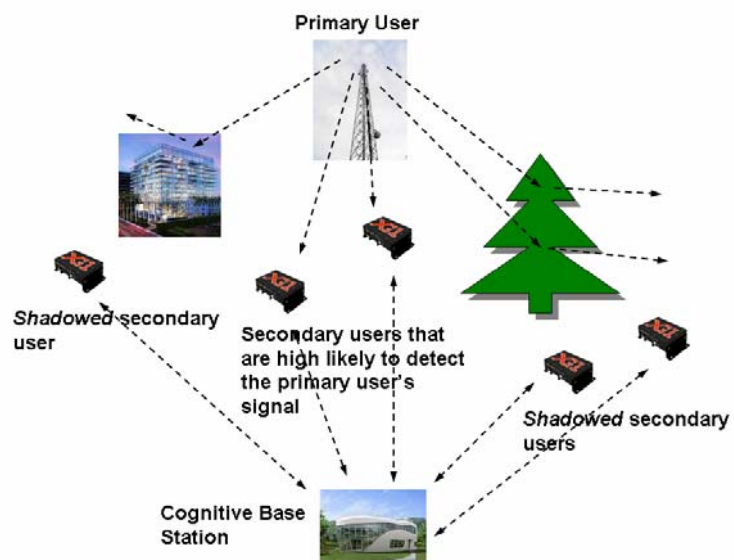 Primary User
Shadowed secondary
user
Secondary users that
are high likely to detect
the primary user's
signal
Shadowed secondary
users
Cognitive Base
Station